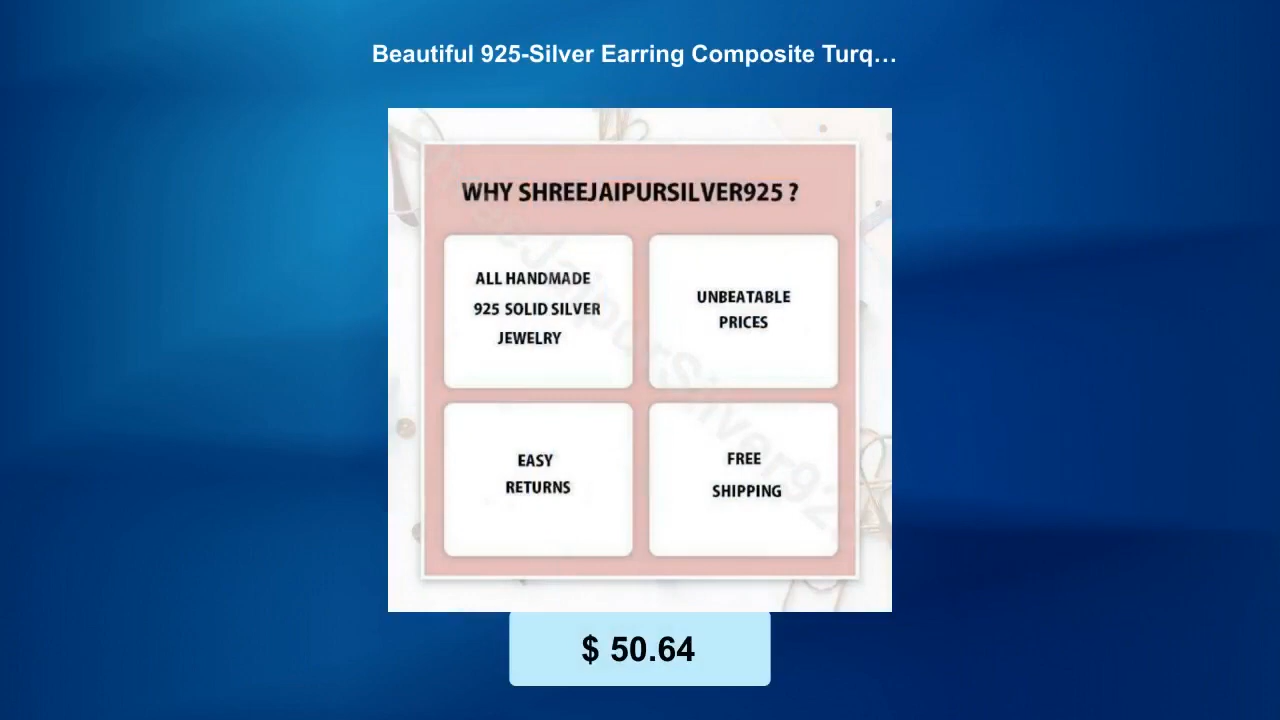 Beautiful 925-Silver Earring Composite Turq...
WHY SHREEJAIPURSILVER925 ?
ALL HANDMADE
925 SOLID SILVER
JEWELRY
UNBEATABLE
PRICES
EASY
RETURNS
FREE
SHIPPING
ShreeJaipurSilver925
$ 50.64